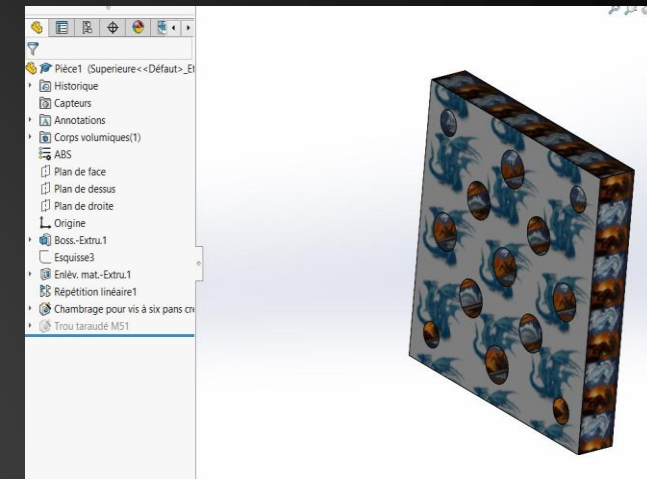 Pièce1 (Superieure<<Défaut>_Et
Historique
Capteurs
Annotations
Corps volumiques(1)
ABS
Plan de face
Plan de dessus
Plan de droite
Origine
Boss.-Extru.1
Esquisse3
Enlèv. mat.-Extru.1
Répétition linéaire1
Chambrage pour vis à six pans cre
Trou taraudé M51